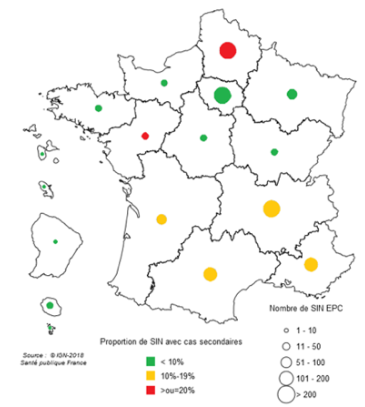 Nombre de SIN EPC
1 - 10
11 - 50
51 - 100
101 - 200
> 200
Proportion de SIN avec cas secondaires
< 10%
10%-19%
>ou=20%
Source : © IGN-2018
Santé publique France